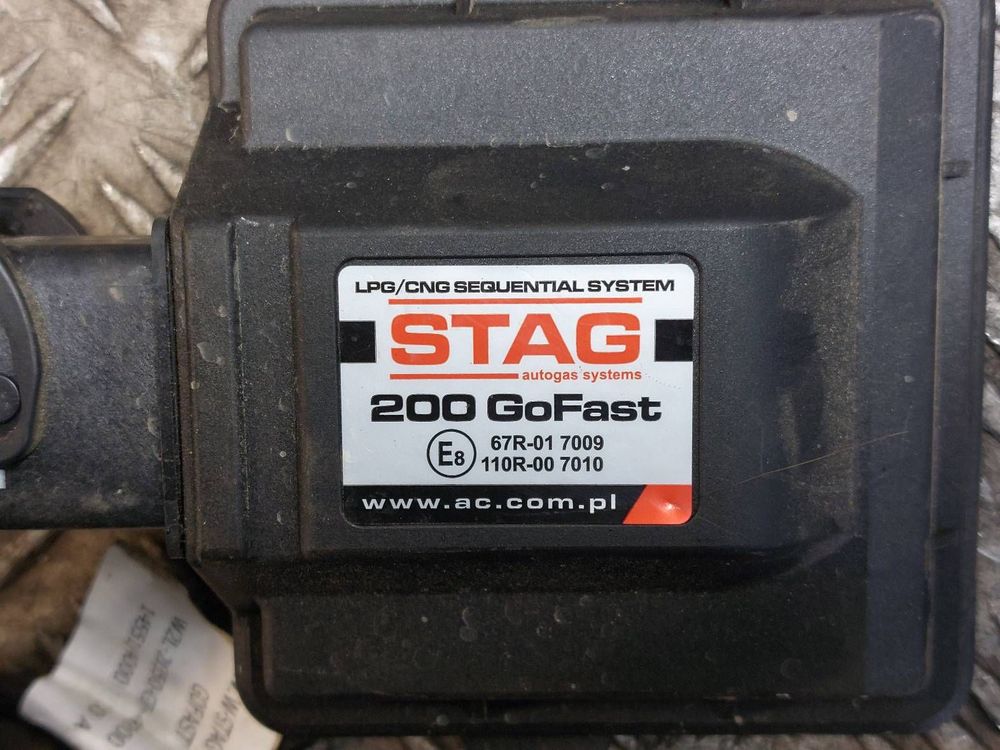 LPG/CNG SEQUENTIAL SYSTEM
STAG
autogas systems
200 GoFast
E8
67R-01 7009
110R-00 7010
www.ac.com.pl
GOFAST